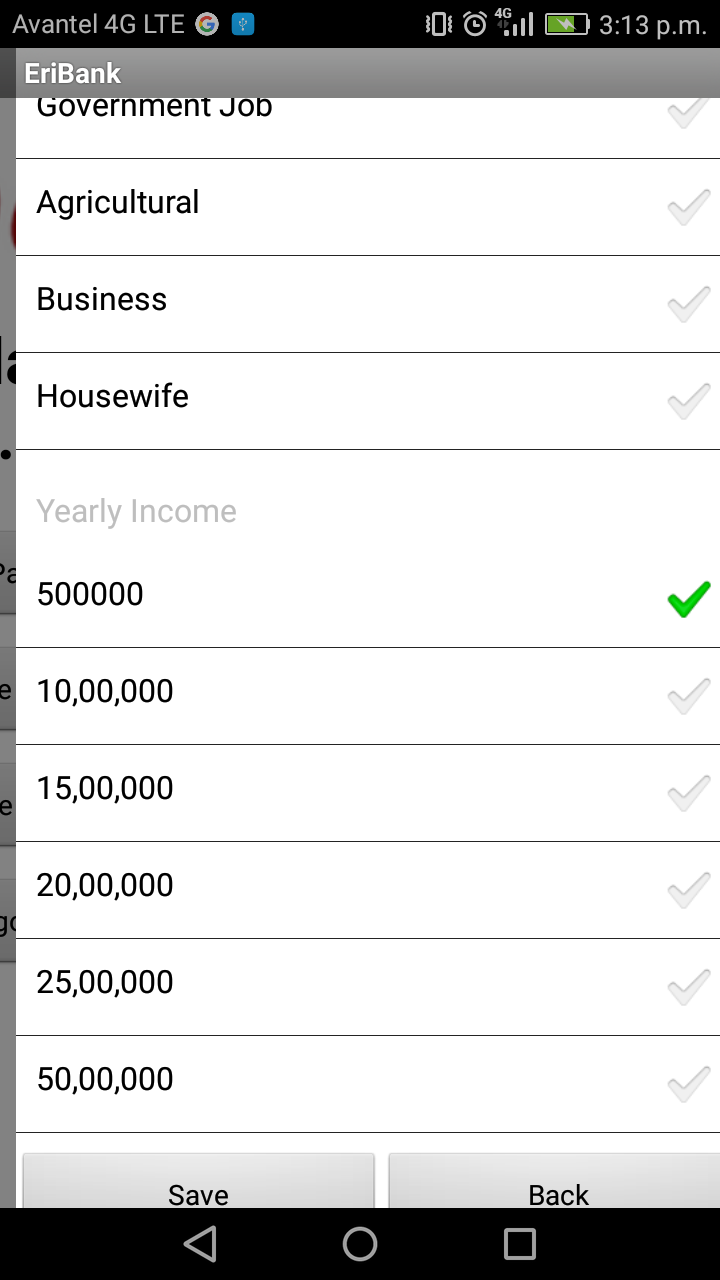 Avantel 4G LTE
4G
3:13 p.m.
EriBank
Government Job
Agricultural
Business
Housewife
Yearly Income
500000
10,00,000
15,00,000
20,00,000
25,00,000
50,00,000
Save Back